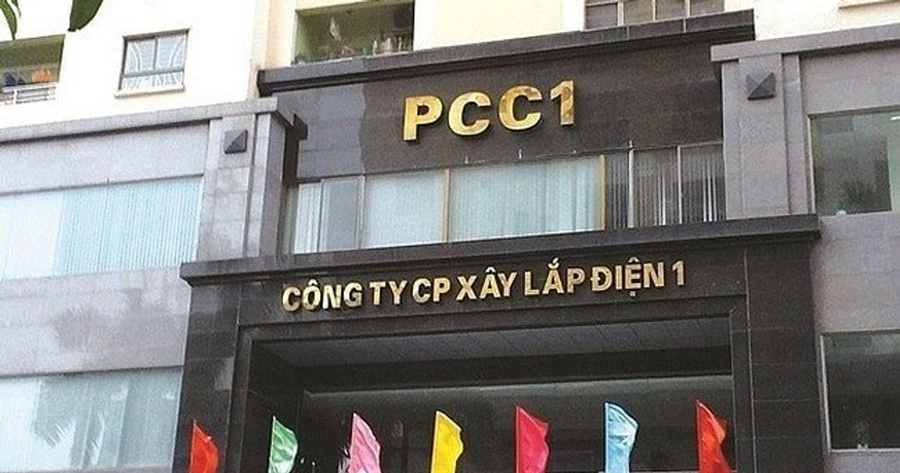 PCC1
CÔNG TY CP XÂY LẮP ĐIỆN 1